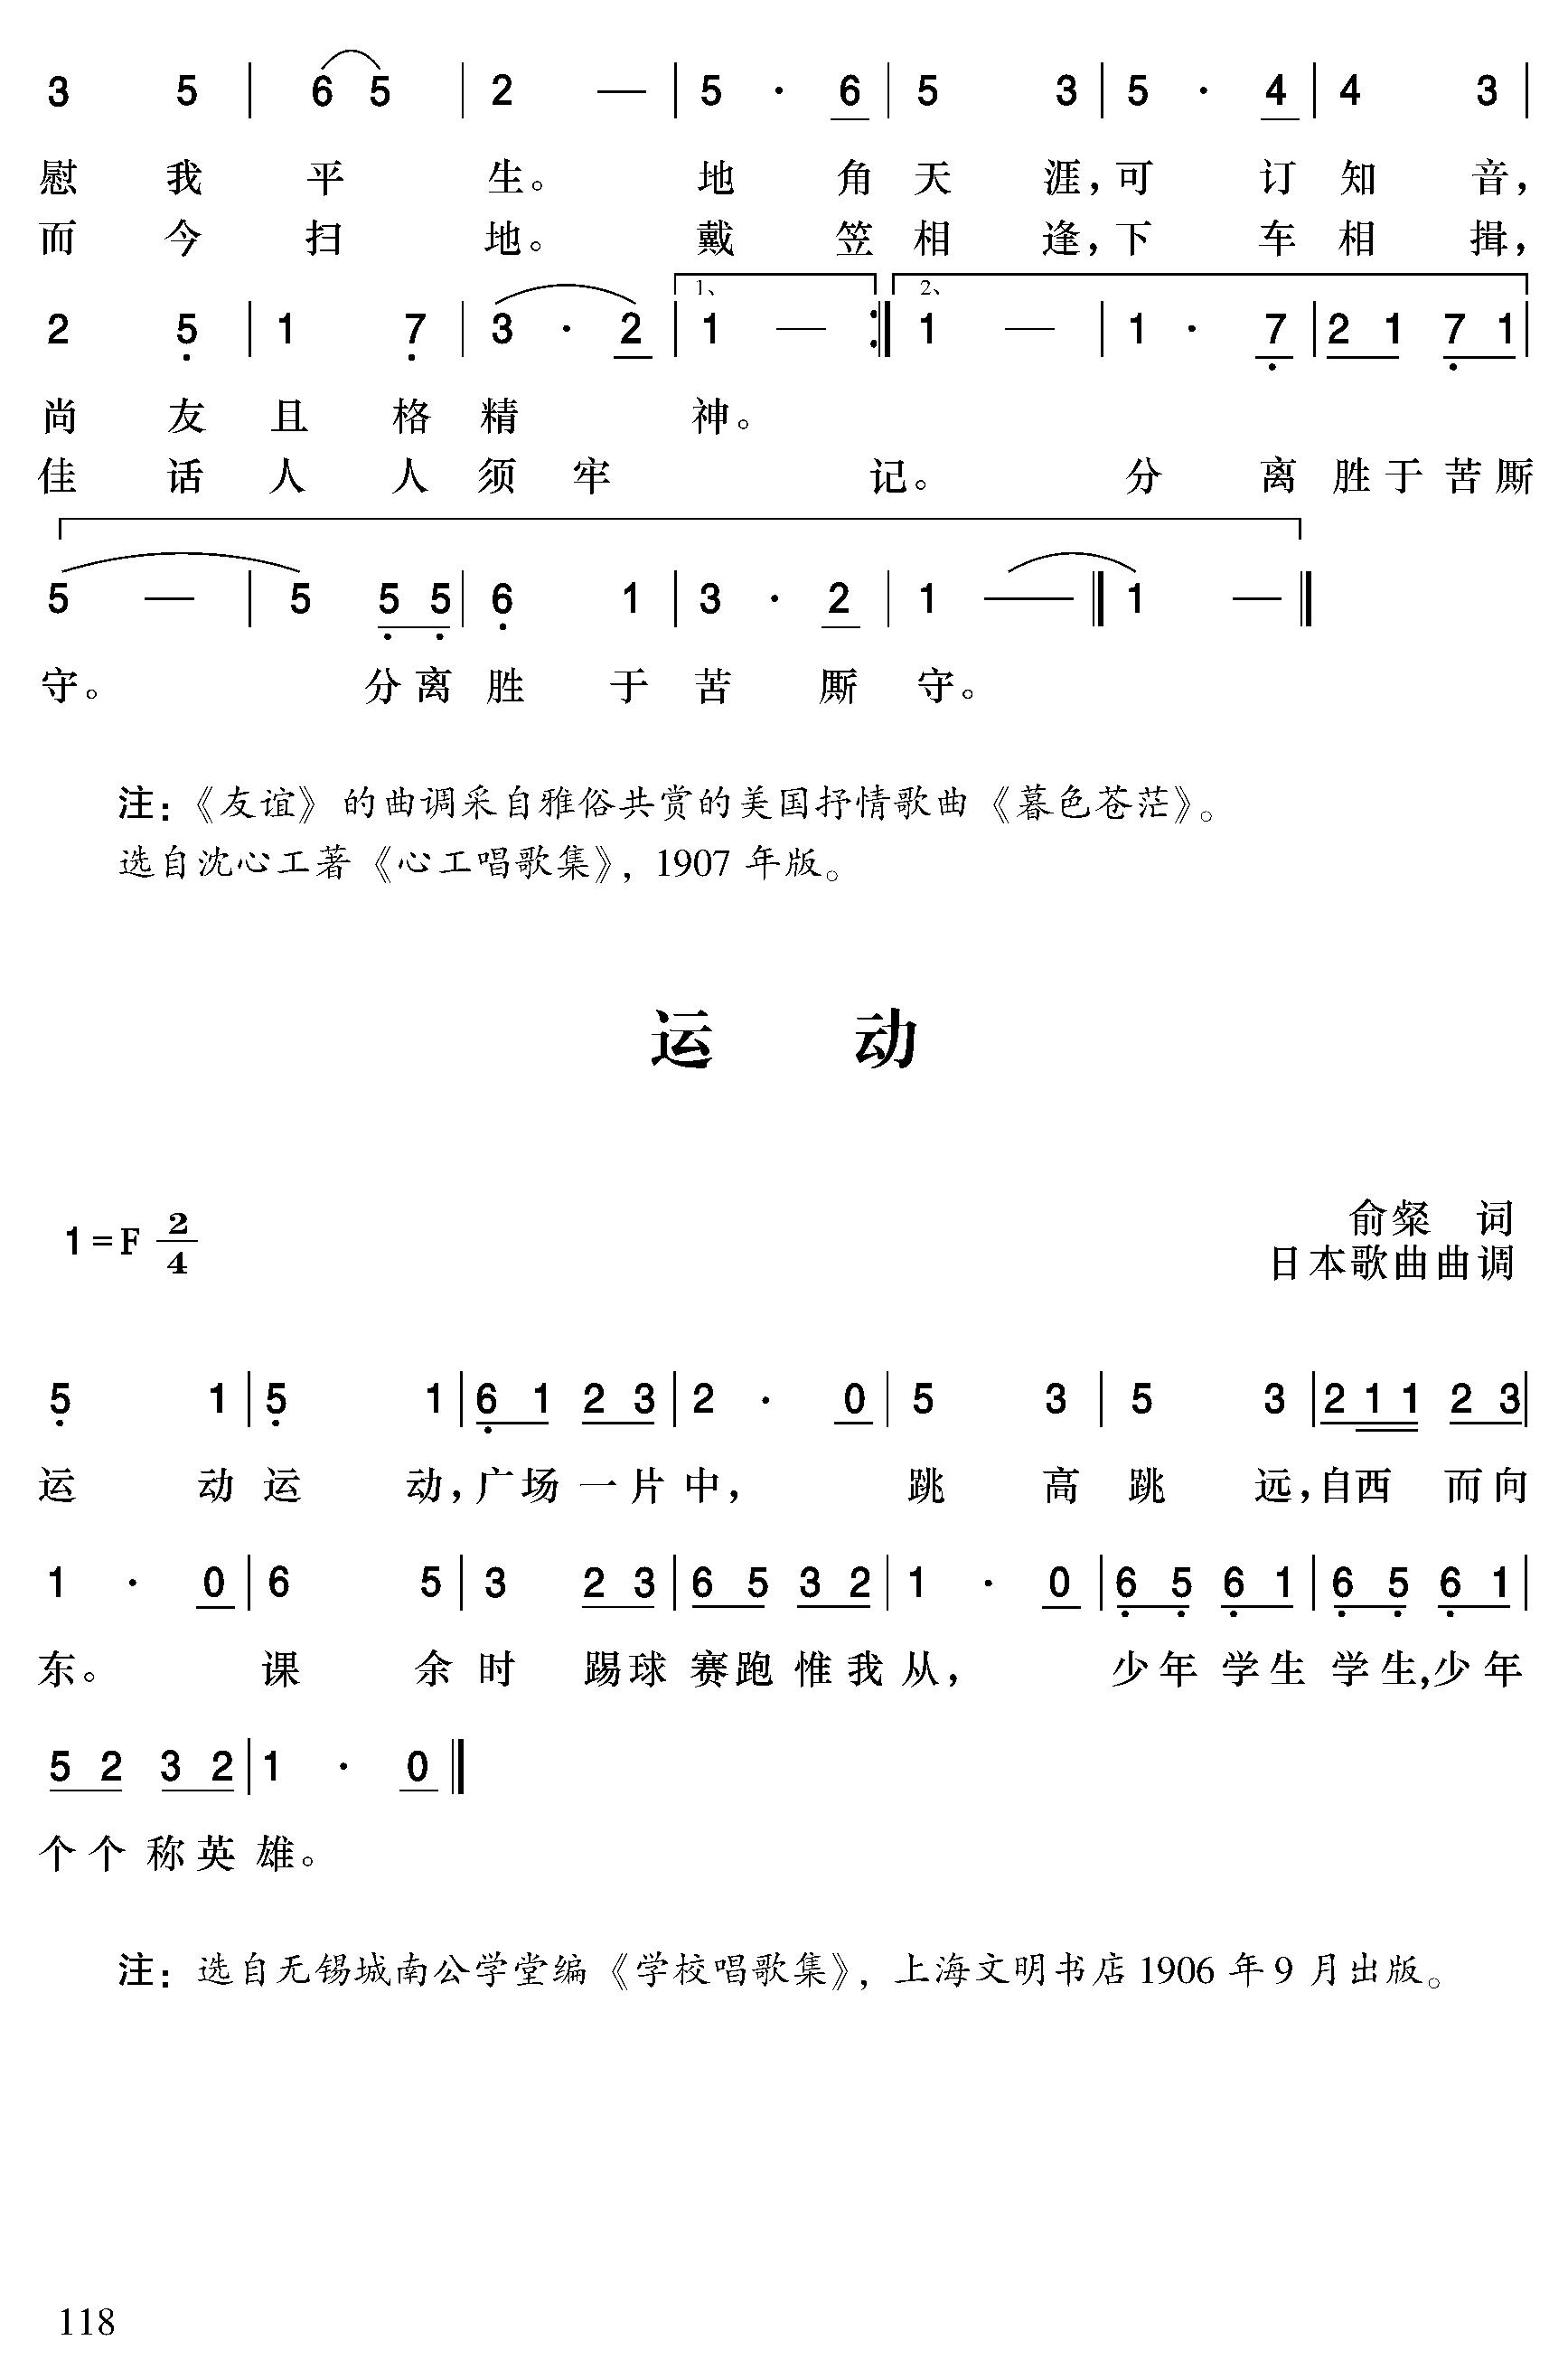 3 5 | 6 5 | 2 — | 5 · 6 | 5 3 | 5 · 4 | 4 3 |
慰 我 平 生。 地 角 天 涯，可 订 知 音，
而 今 扫 地。 戴 笠 相 逢，下 车 相 揖，
1、 2、
2 5 | 1 7 | 3 · 2 | 1 — :‖ 1 — | 1 · 7 | 2 1 7 1 |
尚 友 且 格 精 神。
佳 话 人 人 须 牢 记。 分 离 胜 于 苦 厮
5 — | 5 5 5 | 6 1 | 3 · 2 | 1 — ‖ 1 — ‖
守。 分 离 胜 于 苦 厮 守。
注：《友谊》的曲调采自雅俗共赏的美国抒情歌曲《暮色苍茫》。
选自沈心工著《心工唱歌集》，1907 年版。
运 动
俞粲 词
1=F 2/4
日本歌曲曲调
5 1 | 5 1 | 6 1 2 3 | 2 · 0 | 5 3 | 5 3 | 2 1 1 2 3 |
运 动 运 动，广 场 一 片 中， 跳 高 跳 远，自 西 而 向
1 · 0 | 6 5 | 3 2 3 | 6 5 3 2 | 1 · 0 | 6 5 6 1 | 6 5 6 1 |
东。 课 余 时 踢 球 赛 跑 惟 我 从， 少 年 学 生 学 生，少 年
5 2 3 2 | 1 · 0 ‖
个 个 称 英 雄。
注：选自无锡城南公学堂编《学校唱歌集》，上海文明书店 1906 年 9 月出版。
118